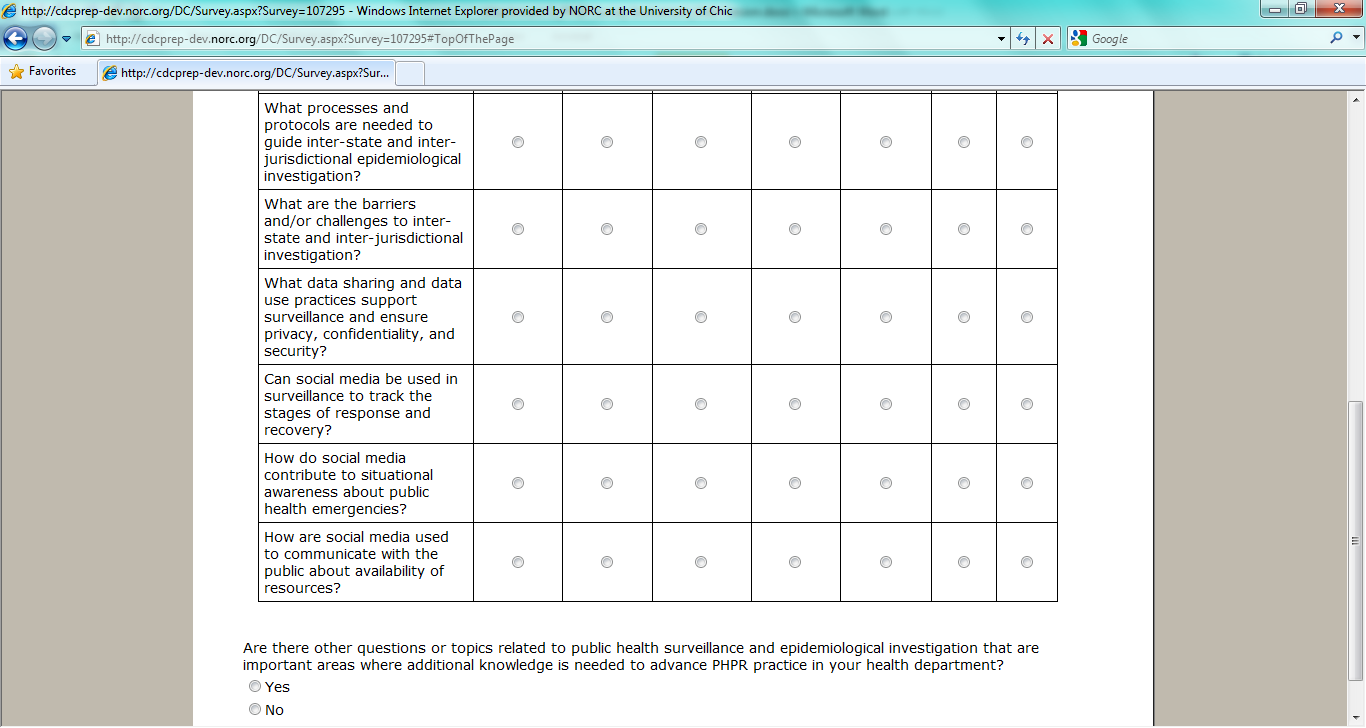 http://cdcprep-dev.norc.org/DC/Survey.aspx?Survey=107295 - Windows Internet Explorer provided by NORC at the University of Chic
http://cdcprep-dev.norc.org/DC/Survey.aspx?Survey=107295#TopOfThePage
Google
Favorites
http://cdcprep-dev.norc.org/DC/Survey.aspx?Sur...
What processes and
protocols are needed to
guide inter-state and inter-
jurisdictional epidemiological
investigation?
What are the barriers
and/or challenges to inter-
state and inter-jurisdictional
investigation?
What data sharing and data
use practices support
surveillance and ensure
privacy, confidentiality, and
security?
Can social media be used in
surveillance to track the
stages of response and
recovery?
How do social media
contribute to situational
awareness about public
health emergencies?
How are social media used
to communicate with the
public about availability of
resources?
Are there other questions or topics related to public health surveillance and epidemiological investigation that are
important areas where additional knowledge is needed to advance PHPR practice in your health department?
Yes
No